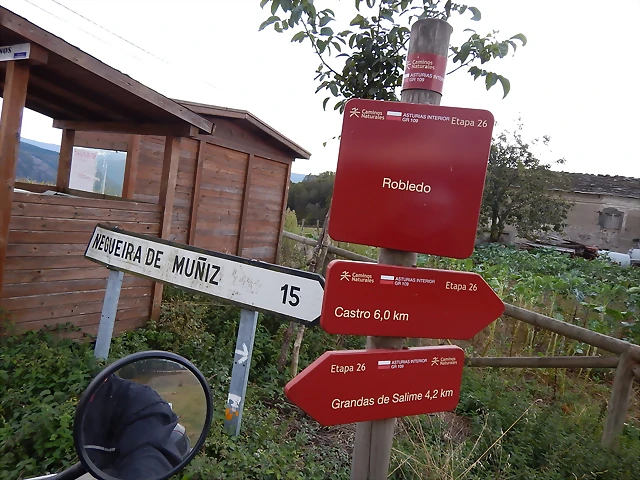 Caminos
Naturales
ASTURIAS
GR 109
Caminos
Naturales
ASTURIAS INTERIOR
GR 109
Etapa 26
Robledo
NEGUEIRA DE MUÑIZ 15
Caminos
Naturales
ASTURIAS INTERIOR
GR 109
Etapa 26
Castro 6,0 km
Etapa 26
ASTURIAS INTERIOR
GR 109
Caminos
Naturales
Grandas de Salime 4,2 km